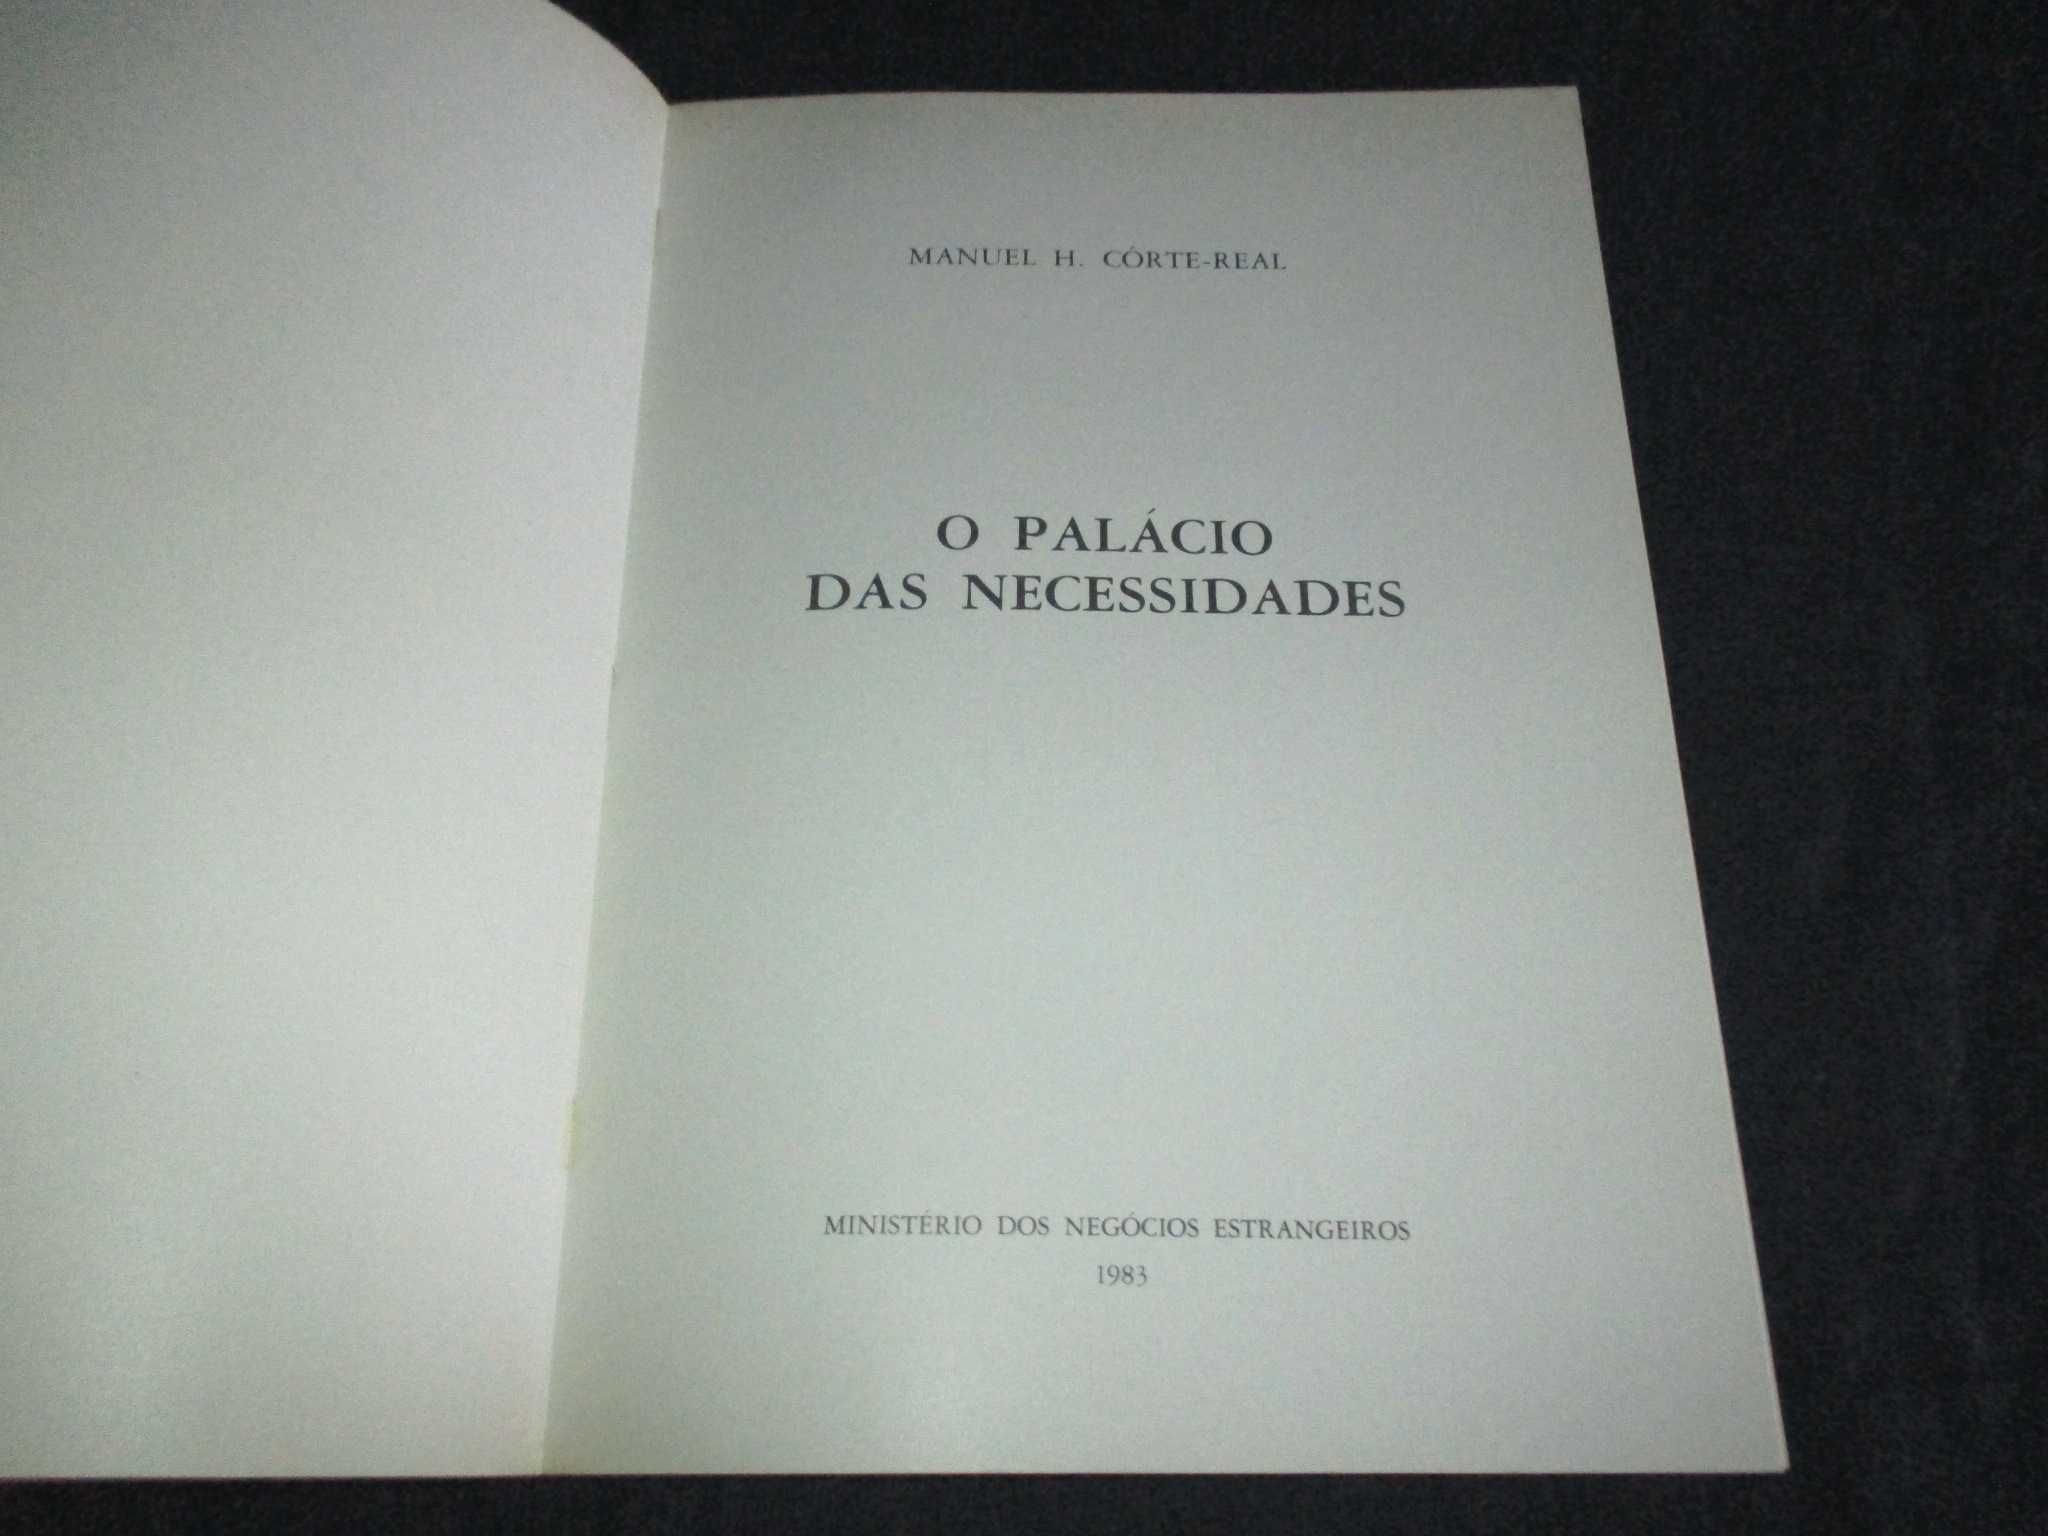 MANUEL H. CÔRTE-REAL
O PALÁCIO
DAS NECESSIDADES
MINISTÉRIO DOS NEGÓCIOS ESTRANGEIROS
1983